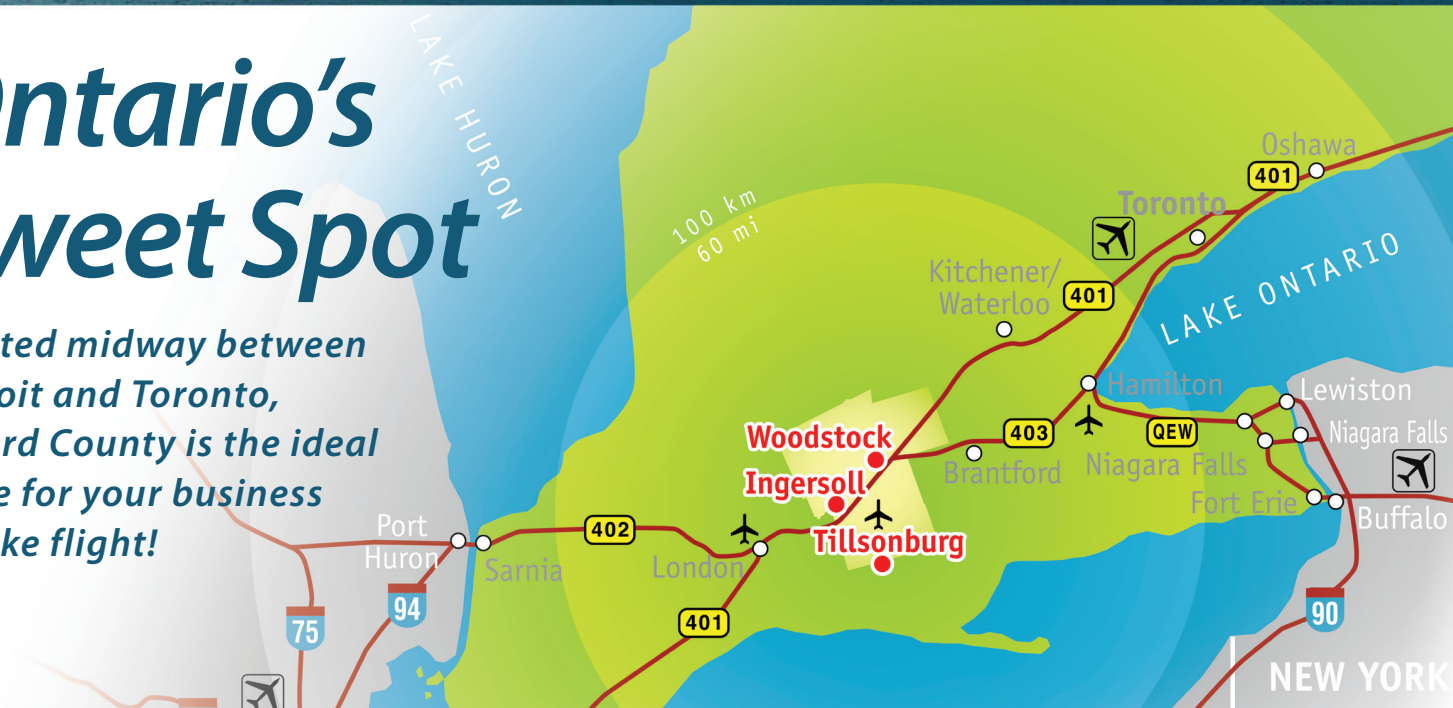 ntario's
weet Spot
ted midway between
oit and Toronto,
rd County is the ideal
e for your business
ke flight!
LAKE HURON
100 km
60 mi
Oshawa
401
Toronto
Kitchener/
Waterloo
401
LAKE ONTARIO
Hamilton
Lewiston
Woodstock
403
QEW
Niagara Falls
Brantford
Niagara Falls
Ingersoll
Fort Erie
Buffalo
Port
Huron
402
Tillsonburg
Sarnia
London
94
75
401
90
NEW YORK